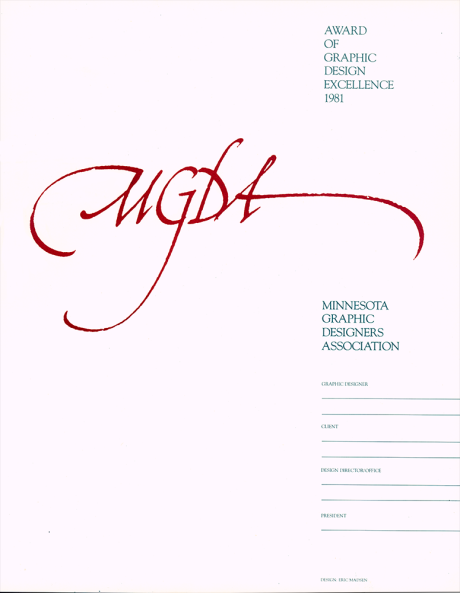 AWARD
OF
GRAPHIC
DESIGN
EXCELLENCE
1981
MGDA
MINNESOTA
GRAPHIC
DESIGNERS
ASSOCIATION
GRAPHIC DESIGNER
CLIENT
DESIGN DIRECTOR/OFFICE
PRESIDENT
DESIGN: ERIC MADSEN